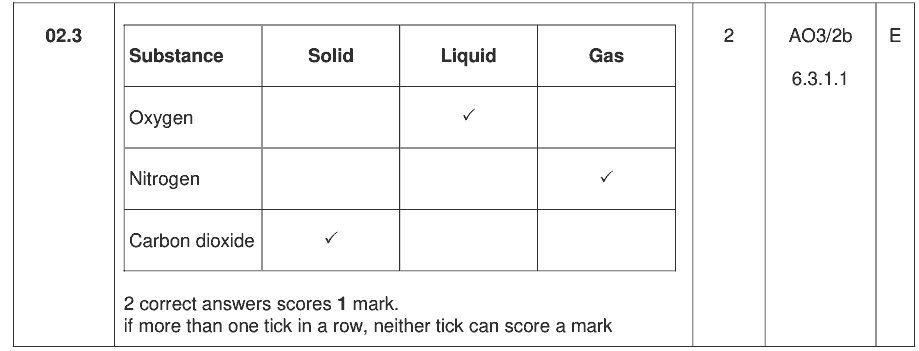 02.3
Substance Solid Liquid Gas
Oxygen ✓
Nitrogen ✓
Carbon dioxide ✓
2 correct answers scores 1 mark.
if more than one tick in a row, neither tick can score a mark
2
AO3/2b
6.3.1.1
E